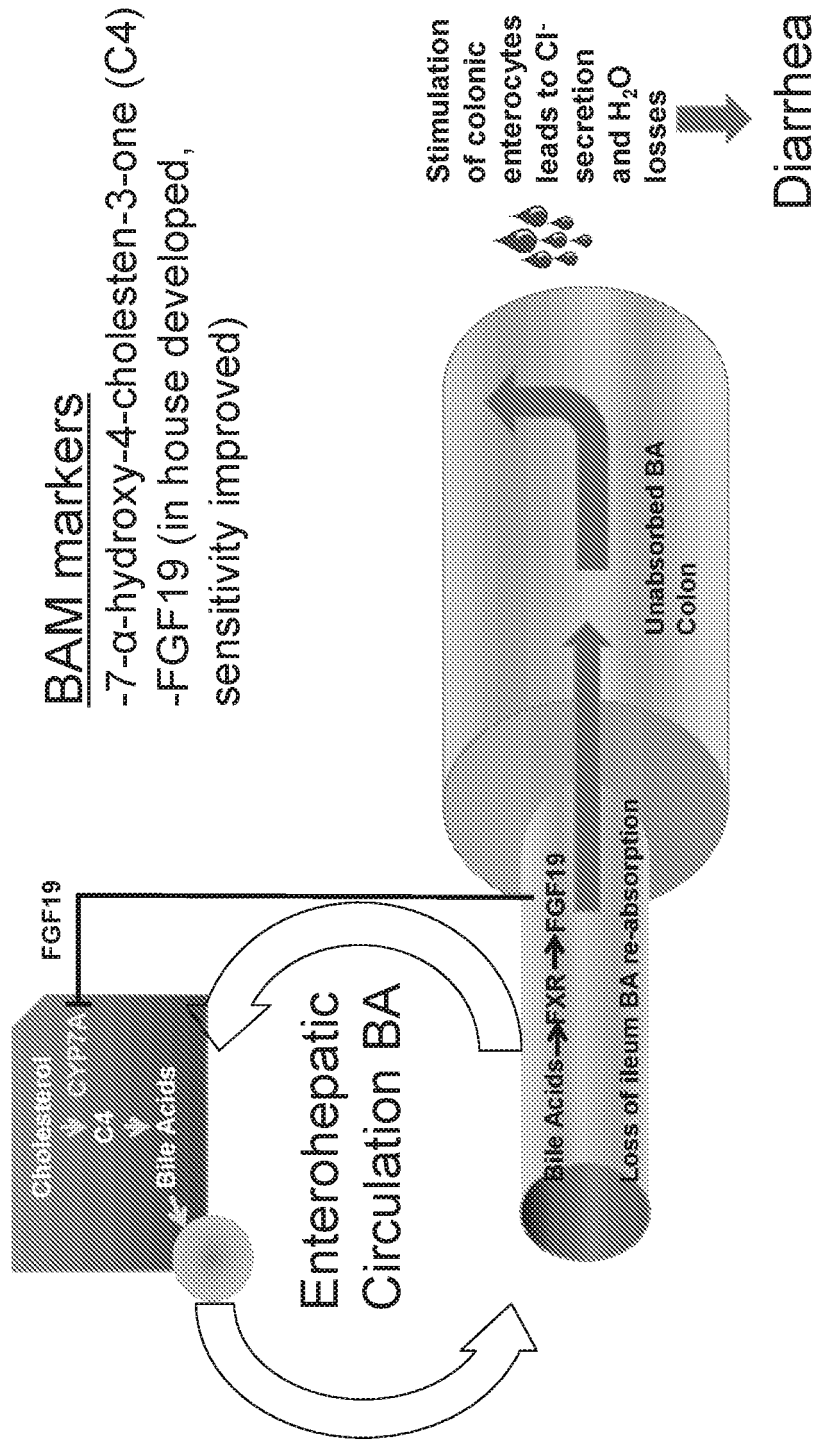 BAM markers
-7-α-hydroxy-4-cholesten-3-one (C4)
-FGF19 (in house developed,
sensitivity improved)
FGF19
Cholesterol
CYP7A
C4
Bile Acids
Enterohepatic
Circulation BA
Bile Acids→FXR→FGF19
Loss of ileum BA re-absorption
Unabsorbed BA
Colon
Stimulation
of colonic
enterocytes
leads to Cl-
secretion
and H₂O
losses
Diarrhea